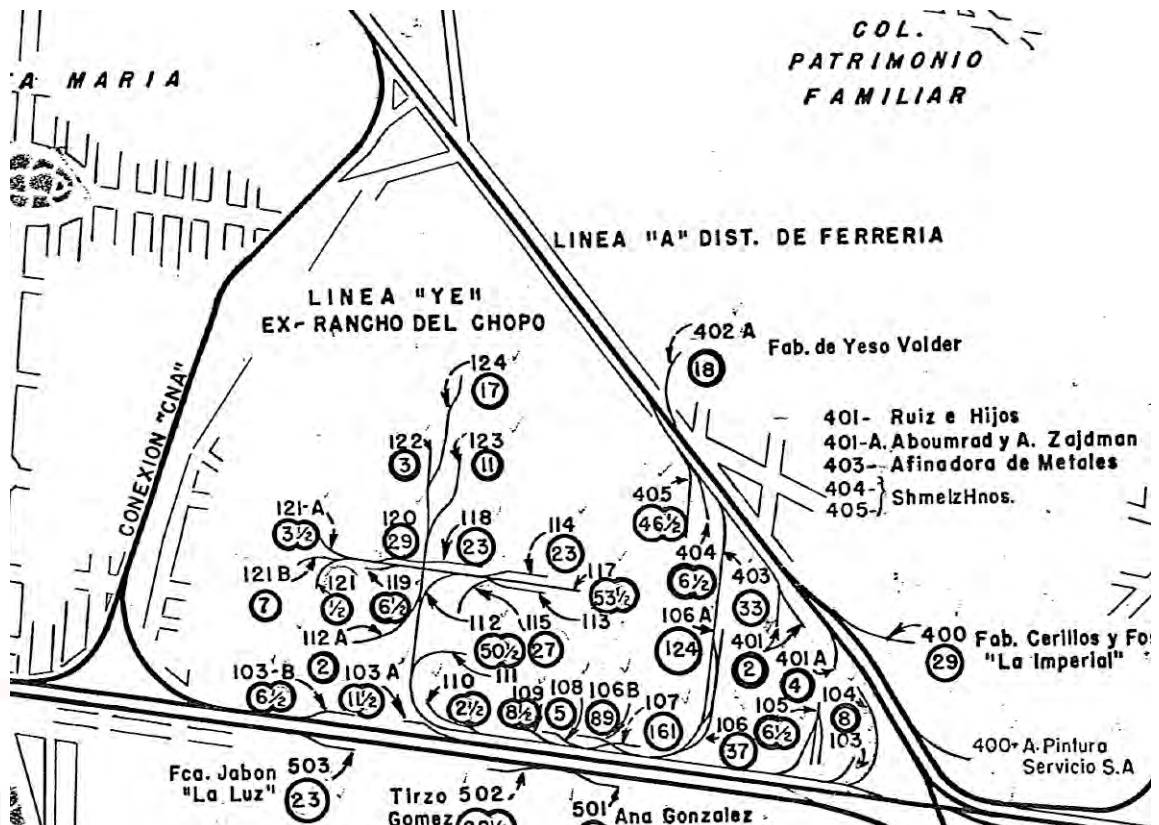 COL.
PATRIMONIO
FAMILIAR
A MARIA
LINEA "A" DIST. DE FERRERIA
LINEA "YE"
EX-RANCHO DEL CHOPO
CONEXION "CNA"
402 A
18
Fab. de Yeso Volder
124
17
401- Ruiz e Hijos
401-A. Aboumrad y A. Zajdman
403- Afinadora de Metales
404-
405-
ShmelzHnos.
122
3
123
11
405
46½
121-A
3½
120
29
118
23
114
23
404
6½
403
33
121B
7
121
½
119
6½
117
53½
113
112 A
2
112
50½
115
27
111
106 A
124
401
2
401 A
4
400
29
Fab. Cerillos y Fos
"La Imperial"
103-B
6½
103 A
11½
110
2½
109
8½
108
5
106B
89
107
161
106
37
105
6½
104
8
103
400-A. Pintura
Servicio S.A
Fca. Jabon
"La Luz"
503
23
Tirzo
Gomez
502
501
Ana Gonzalez